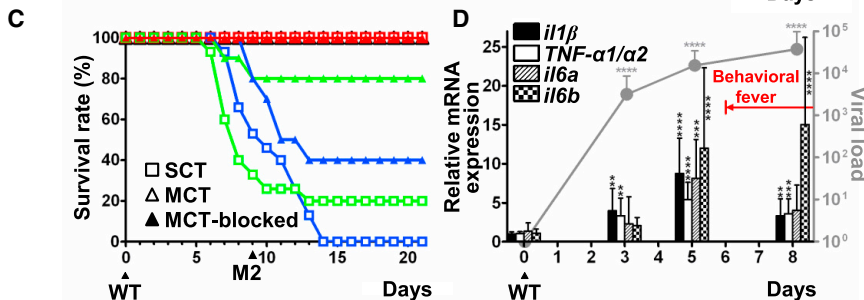 C
Survival rate (%)
100
80
60
40
20
0
SCT
MCT
MCT-blocked
0
5
10
15
20
M2
WT
Days
D
Relative mRNA
expression
25
20
15
10
5
0
il1β
TNF-α1/α2
il6a
il6b
****
****
****
Behavioral
fever
**
**
****
****
***
****
**
**
****
0
1
2
3
4
5
6
7
8
WT
Days
10⁵
10⁴
10³
10²
10¹
10⁰
Viral load